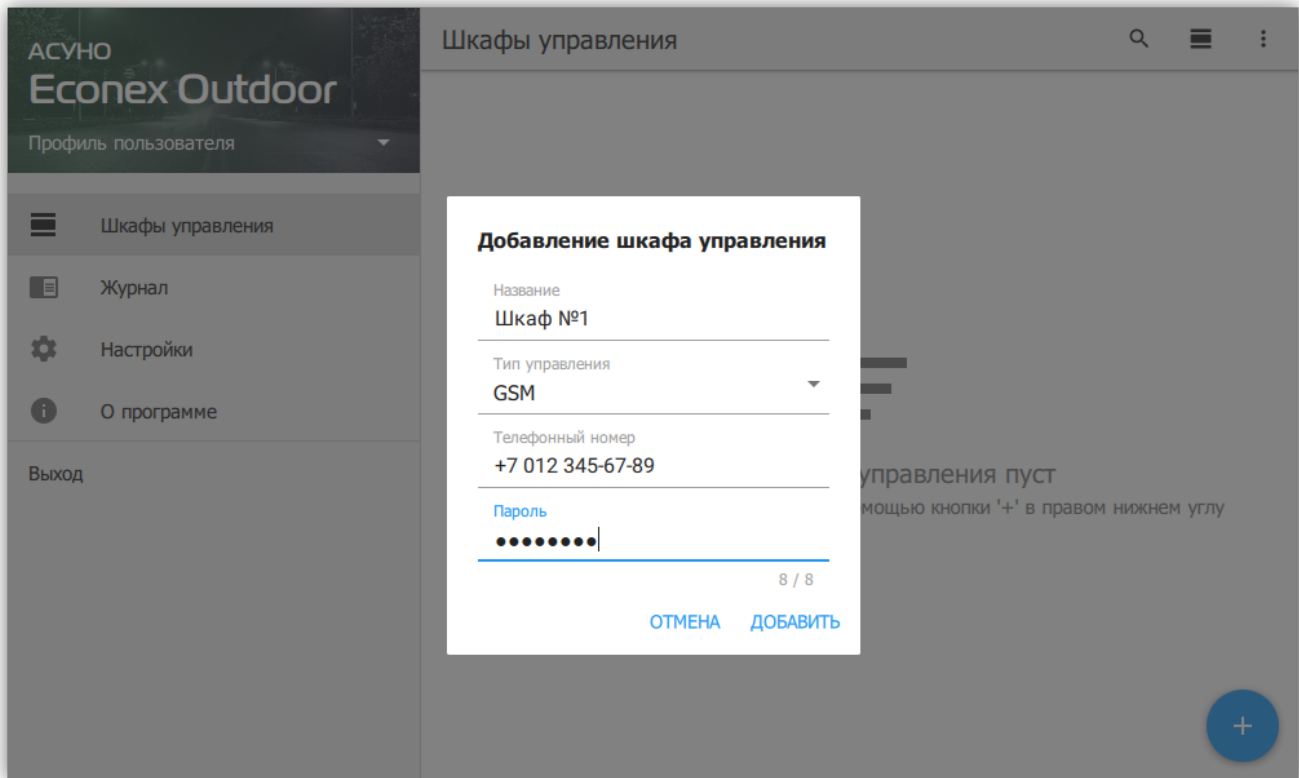 АСУНО
Econex Outdoor
Профиль пользователя
Шкафы управления
Журнал
Настройки
О программе
Выход
Шкафы управления
Добавление шкафа управления
Название
Шкаф №1
Тип управления
GSM
Телефонный номер
+7 012 345-67-89
Пароль
••••••••
8 / 8
ОТМЕНА ДОБАВИТЬ
управления пуст
кнопки '+' в правом нижнем углу
+